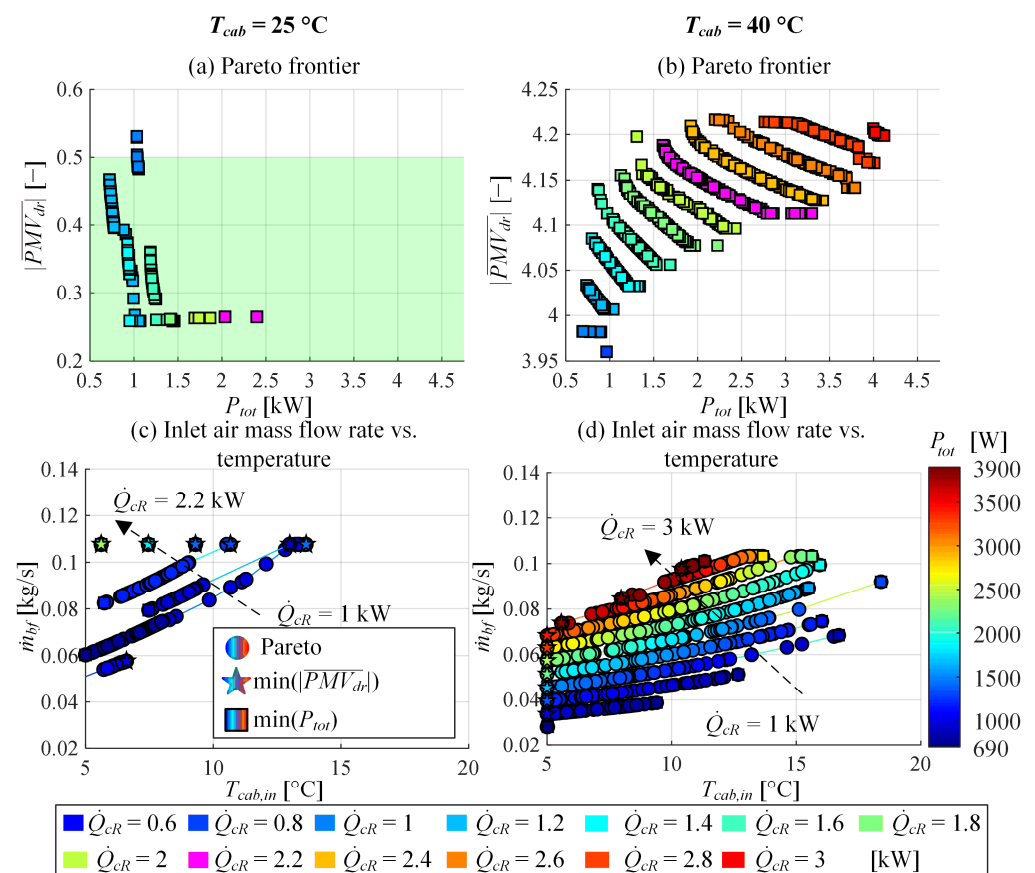 T_cab = 25 °C
T_cab = 40 °C
(a) Pareto frontier
(b) Pareto frontier
0.6
0.5
0.4
0.3
0.2
|PMV_dr| [−]
0.5 1 1.5 2 2.5 3 3.5 4 4.5
P_tot [kW]
4.25
4.2
4.15
4.1
4.05
4
3.95
|PMV_dr| [−]
0.5 1 1.5 2 2.5 3 3.5 4 4.5
P_tot [kW]
(c) Inlet air mass flow rate vs.
temperature
(d) Inlet air mass flow rate vs.
temperature
0.14
0.12
0.1
0.08
0.06
0.04
0.02
ṁ_bf [kg/s]
Q̇_cR = 2.2 kW
Q̇_cR = 1 kW
Pareto
min(|PMV_dr|)
min(P_tot)
5 10 15 20
T_cab,in [°C]
0.14
0.12
0.1
0.08
0.06
0.04
0.02
ṁ_bf [kg/s]
Q̇_cR = 3 kW
Q̇_cR = 1 kW
5 10 15 20
T_cab,in [°C]
P_tot [W]
3900
3000
2500
2000
1500
1000
690
Q̇_cR = 0.6 Q̇_cR = 0.8 Q̇_cR = 1 Q̇_cR = 1.2 Q̇_cR = 1.4 Q̇_cR = 1.6 Q̇_cR = 1.8
Q̇_cR = 2 Q̇_cR = 2.2 Q̇_cR = 2.4 Q̇_cR = 2.6 Q̇_cR = 2.8 Q̇_cR = 3 [kW]